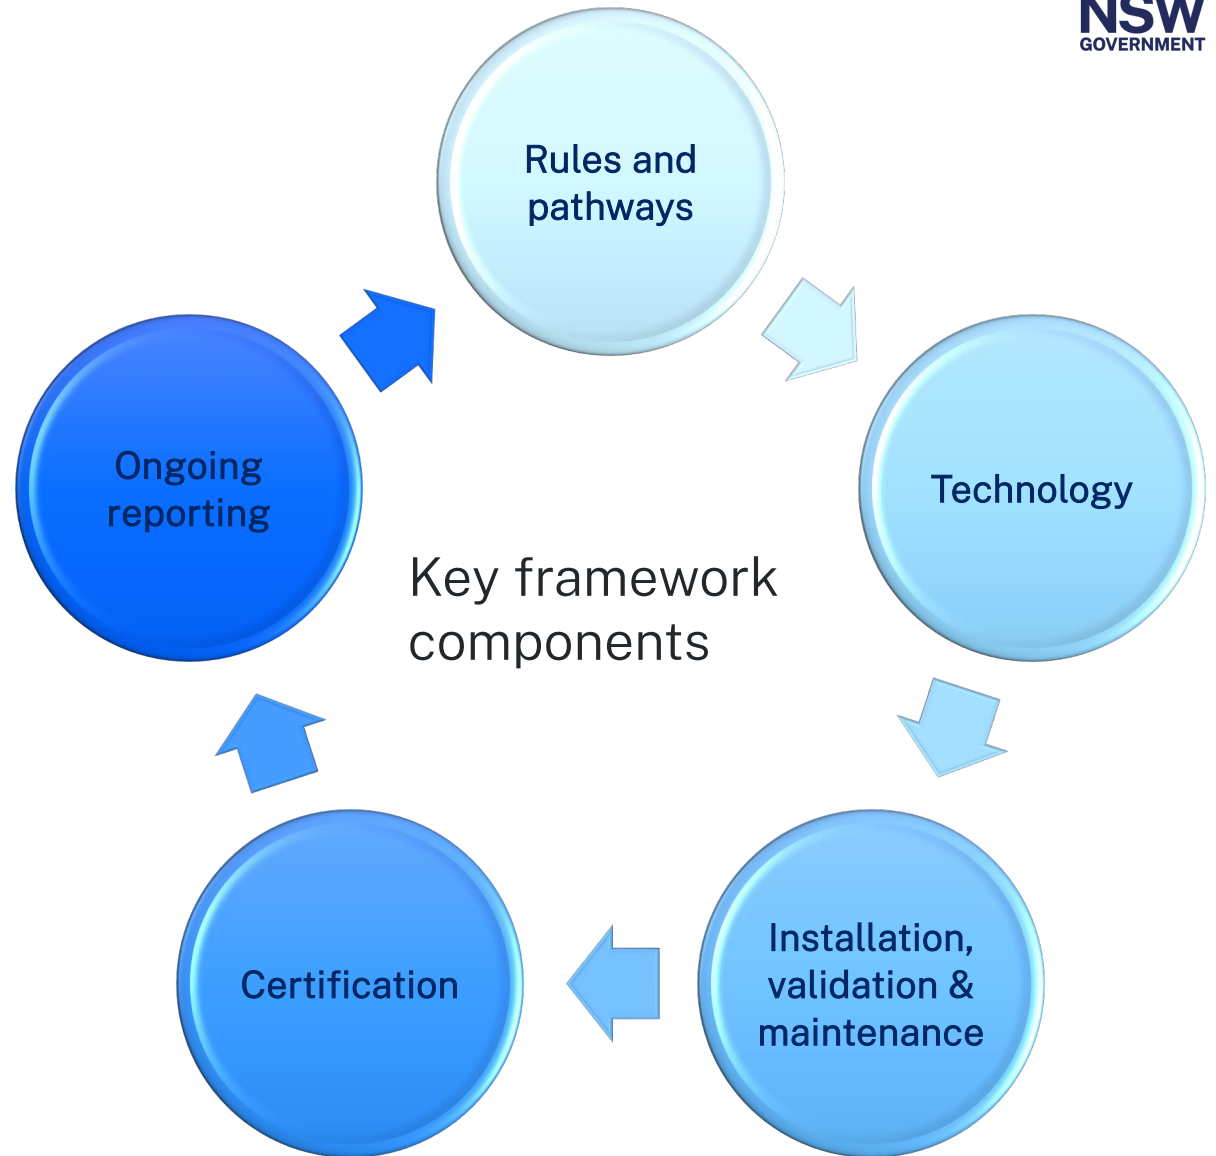 NSW
GOVERNMENT
Rules and
pathways
Technology
Installation,
validation &
maintenance
Certification
Ongoing
reporting
Key framework
components